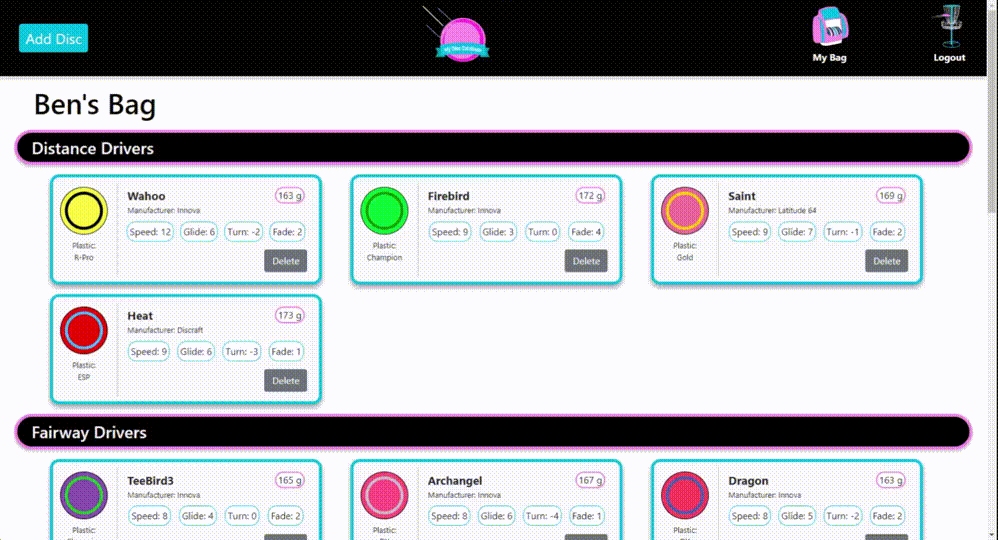 Add Disc
My Disc Database
My Bag
Logout
Ben's Bag
Distance Drivers
Wahoo
163 g
Manufacturer: Innova
Speed: 12 Glide: 6 Turn: -2 Fade: 2
Plastic:
R-Pro
Delete
Firebird
172 g
Manufacturer: Innova
Speed: 9 Glide: 3 Turn: 0 Fade: 4
Plastic:
Champion
Delete
Saint
169 g
Manufacturer: Latitude 64
Speed: 9 Glide: 7 Turn: -1 Fade: 2
Plastic:
Gold
Delete
Heat
173 g
Manufacturer: Discraft
Speed: 9 Glide: 6 Turn: -3 Fade: 1
Plastic:
ESP
Delete
Fairway Drivers
TeeBird3
165 g
Manufacturer: Innova
Speed: 8 Glide: 4 Turn: 0 Fade: 2
Plastic:
Archangel
167 g
Manufacturer: Innova
Speed: 8 Glide: 6 Turn: -4 Fade: 1
Plastic:
Dragon
163 g
Manufacturer: Innova
Speed: 8 Glide: 5 Turn: -2 Fade: 2
Plastic: